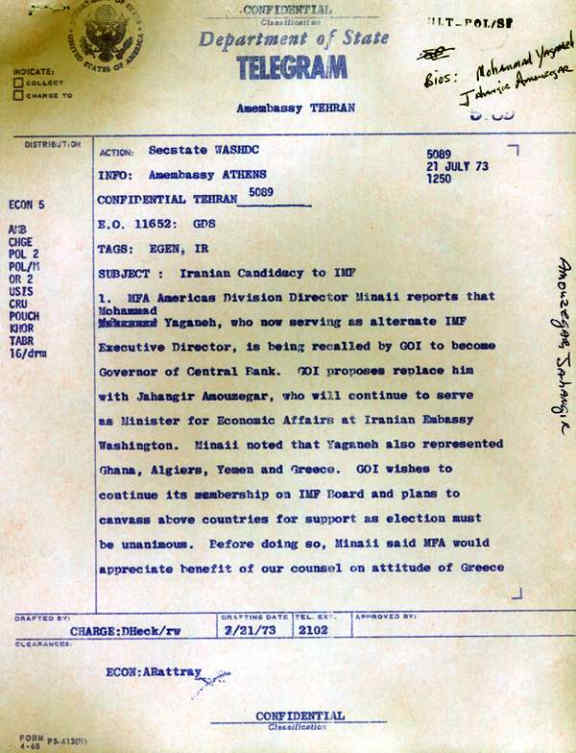 CONFIDENTIAL
Classification
Department of State
TELEGRAM
Amembassy TEHRAN
ULT-POL/SP
Bios: Mohammad Yaganeh
Jahangir Amouzegar
INDICATE:
COLLECT
CHARGE TO
DISTRIBUTION
ACTION: Secstate WASHDC
INFO: Amembassy ATHENS
CONFIDENTIAL TEHRAN 5089
5089
21 JULY 73
1250
E.O. 11652: GDS
TAGS: EGEN, IR
SUBJECT : Iranian Candidacy to IMF
ECON 5
AMB
CHGE
POL 2
POL/M
OR 2
USIS
CRU
POUCH
KHOR
TABR
16/drm
1. MFA Americas Division Director Minaii reports that
Mohammad
Yaganeh, who now serving as alternate IMF
Executive Director, is being recalled by GOI to become
Governor of Central Bank. GOI proposes replace him
with Jahangir Amouzegar, who will continue to serve
as Minister for Economic Affairs at Iranian Embassy
Washington. Minaii noted that Yaganeh also represented
Ghana, Algiers, Yemen and Greece. GOI wishes to
continue its membership on IMF Board and plans to
canvass above countries for support as election must
be unanimous. Before doing so, Minaii said MFA would
appreciate benefit of our counsel on attitude of Greece
AMOUZEGAR, JAHANGIR
DRAFTED BY:
CHARGE:DHeck/rw
DRAFTING DATE
7/21/73
TEL. EXT.
2102
APPROVED BY:
CLEARANCES:
ECON:ARattray
CONFIDENTIAL
Classification
FORM
4-68